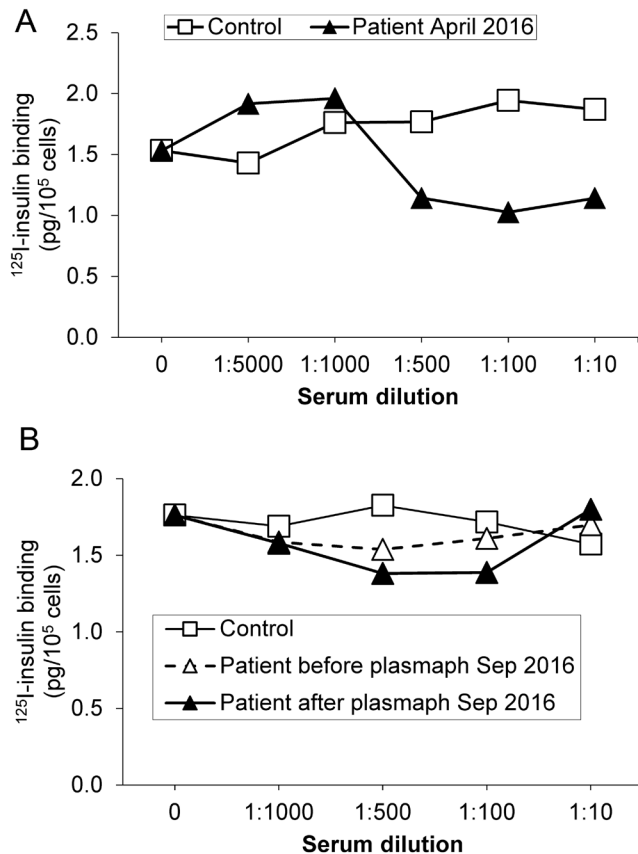 A
Control Patient April 2016
2.5
2.0
1.5
1.0
0.5
0.0
¹²⁵I-insulin binding
(pg/10⁵ cells)
0 1:5000 1:1000 1:500 1:100 1:10
Serum dilution
B
2.0
1.5
1.0
0.5
0.0
¹²⁵I-insulin binding
(pg/10⁵ cells)
Control
Patient before plasmaph Sep 2016
Patient after plasmaph Sep 2016
0 1:1000 1:500 1:100 1:10
Serum dilution